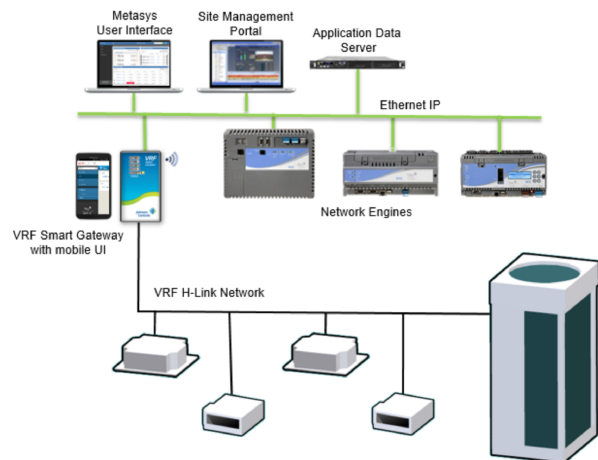 Metasys
User Interface
Site Management
Portal
Application Data
Server
Ethernet IP
VRF
Network Engines
VRF Smart Gateway
with mobile UI
VRF H-Link Network